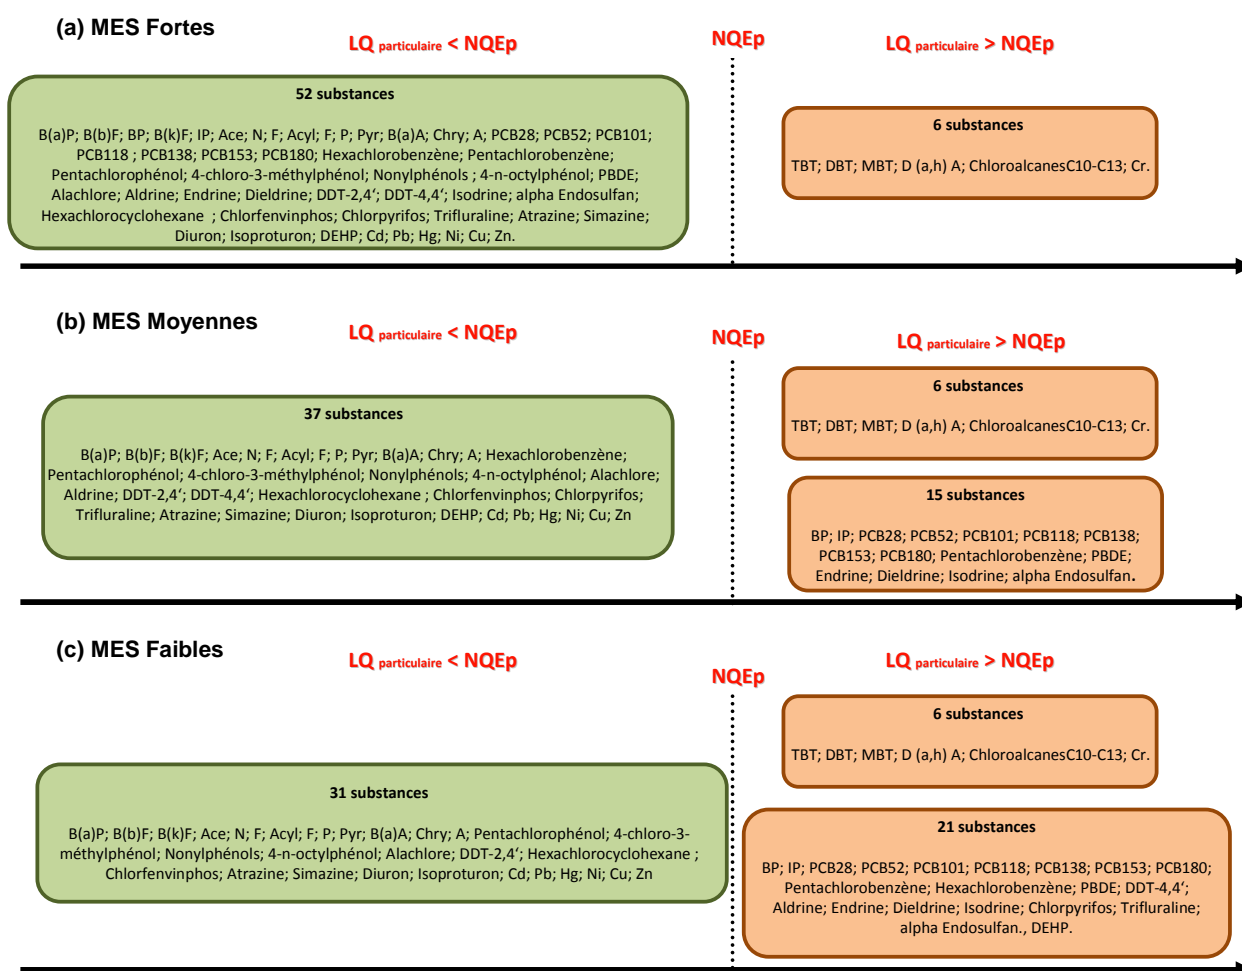 (a) MES Fortes
LQ particulaire < NQEp
NQEp
LQ particulaire > NQEp
52 substances
B(a)P; B(b)F; BP; B(k)F; IP; Ace; N; F; Acyl; F; P; Pyr; B(a)A; Chry; A; PCB28; PCB52; PCB101;
PCB118 ; PCB138; PCB153; PCB180; Hexachlorobenzène; Pentachlorobenzène;
Pentachlorophénol; 4-chloro-3-méthylphénol; Nonylphénols ; 4-n-octylphénol; PBDE;
Alachlore; Aldrine; Endrine; Dieldrine; DDT-2,4‘; DDT-4,4‘; Isodrine; alpha Endosulfan;
Hexachlorocyclohexane ; Chlorfenvinphos; Chlorpyrifos; Trifluraline; Atrazine; Simazine;
Diuron; Isoproturon; DEHP; Cd; Pb; Hg; Ni; Cu; Zn.
6 substances
TBT; DBT; MBT; D (a,h) A; ChloroalcanesC10-C13; Cr.
(b) MES Moyennes
LQ particulaire < NQEp
NQEp
LQ particulaire > NQEp
37 substances
B(a)P; B(b)F; B(k)F; Ace; N; F; Acyl; F; P; Pyr; B(a)A; Chry; A; Hexachlorobenzène;
Pentachlorophénol; 4-chloro-3-méthylphénol; Nonylphénols; 4-n-octylphénol; Alachlore;
Aldrine; DDT-2,4‘; DDT-4,4‘; Hexachlorocyclohexane ; Chlorfenvinphos; Chlorpyrifos;
Trifluraline; Atrazine; Simazine; Diuron; Isoproturon; DEHP; Cd; Pb; Hg; Ni; Cu; Zn
6 substances
TBT; DBT; MBT; D (a,h) A; ChloroalcanesC10-C13; Cr.
15 substances
BP; IP; PCB28; PCB52; PCB101; PCB118; PCB138;
PCB153; PCB180; Pentachlorobenzène; PBDE;
Endrine; Dieldrine; Isodrine; alpha Endosulfan.
(c) MES Faibles
LQ particulaire < NQEp
NQEp
LQ particulaire > NQEp
31 substances
B(a)P; B(b)F; B(k)F; Ace; N; F; Acyl; F; P; Pyr; B(a)A; Chry; A; Pentachlorophénol; 4-chloro-3-
méthylphénol; Nonylphénols; 4-n-octylphénol; Alachlore; DDT-2,4‘; Hexachlorocyclohexane ;
Chlorfenvinphos; Atrazine; Simazine; Diuron; Isoproturon; Cd; Pb; Hg; Ni; Cu; Zn
6 substances
TBT; DBT; MBT; D (a,h) A; ChloroalcanesC10-C13; Cr.
21 substances
BP; IP; PCB28; PCB52; PCB101; PCB118; PCB138; PCB153; PCB180;
Pentachlorobenzène; Hexachlorobenzène; PBDE; DDT-4,4‘;
Aldrine; Endrine; Dieldrine; Isodrine; Chlorpyrifos; Trifluraline;
alpha Endosulfan., DEHP.